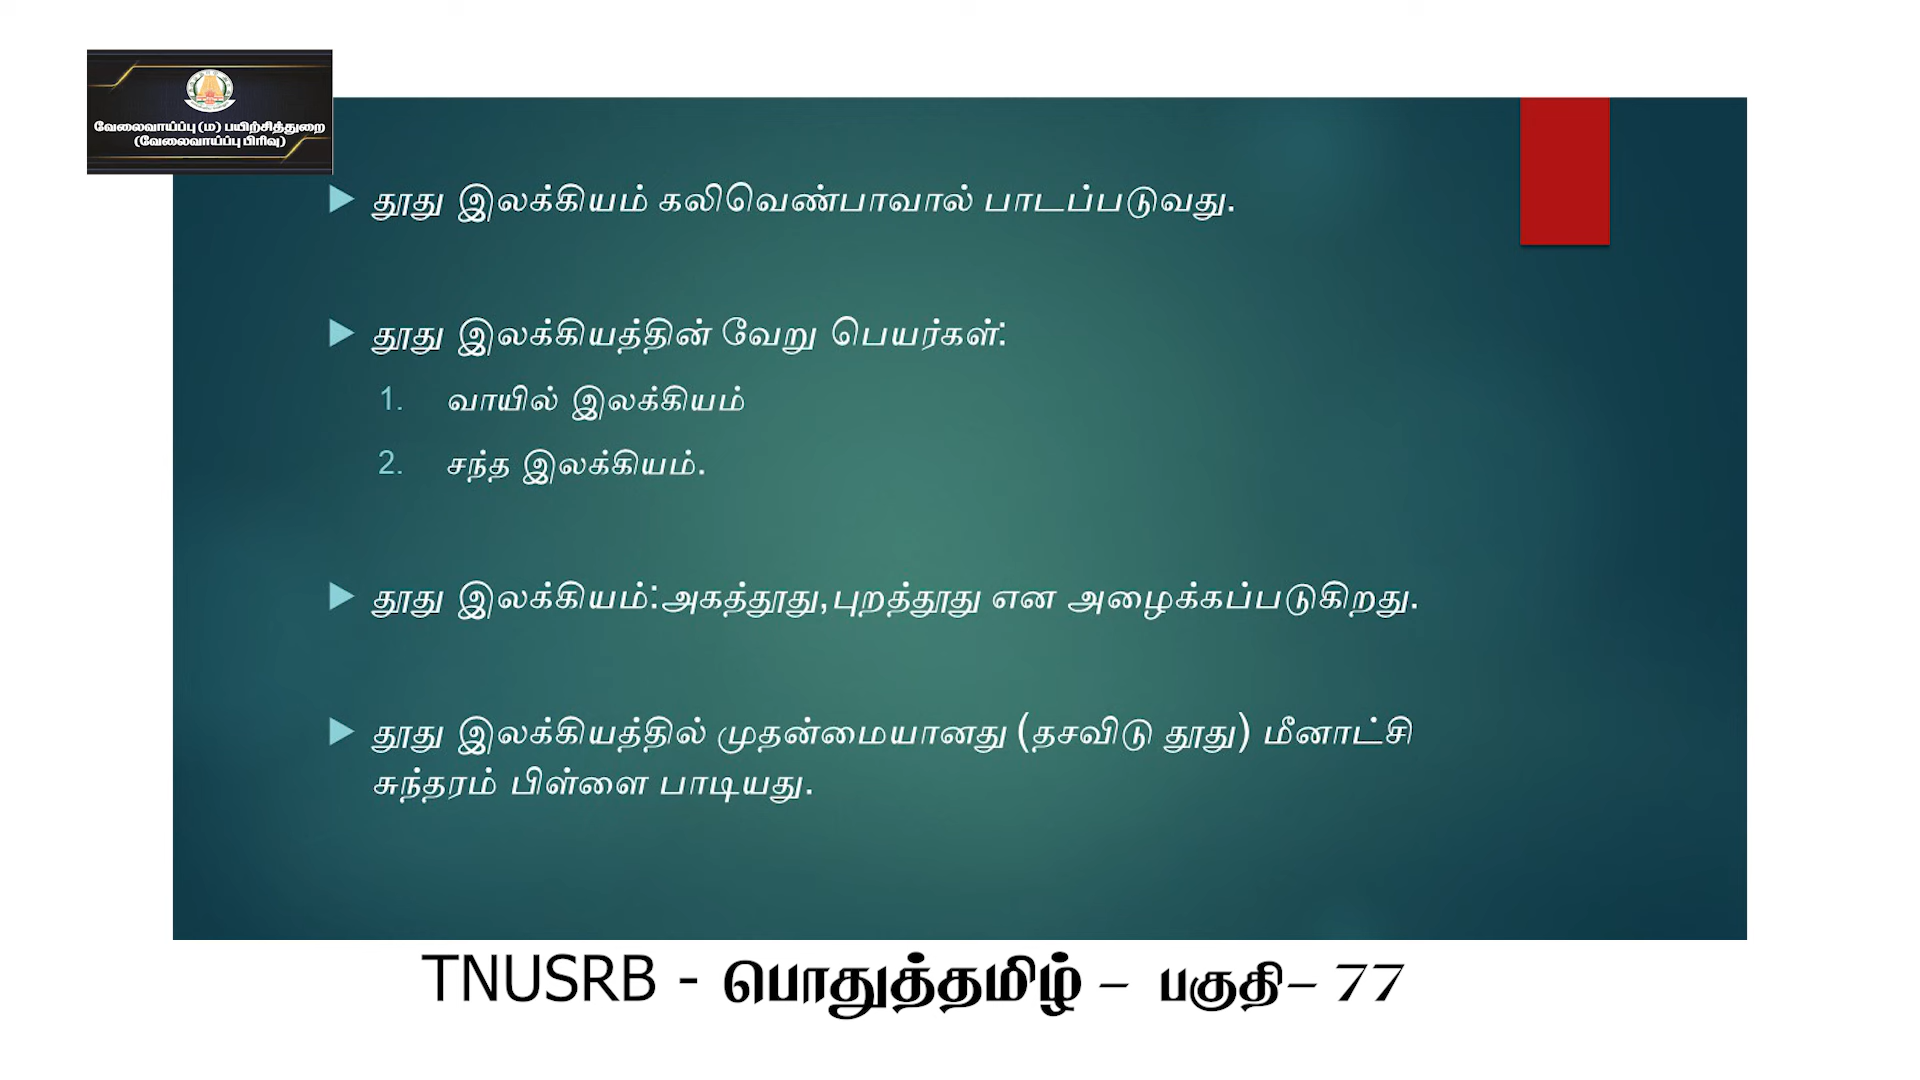 வேலைவாய்ப்பு (ம) பயிற்சித்துறை
(வேலைவாய்ப்பு பிரிவு)
தூது இலக்கியம் கலிவெண்பாவால் பாடப்படுவது.
தூது இலக்கியத்தின் வேறு பெயர்கள்:
1. வாயில் இலக்கியம்
2. சந்த இலக்கியம்.
தூது இலக்கியம்:அகத்தூது,புறத்தூது என அழைக்கப்படுகிறது.
தூது இலக்கியத்தில் முதன்மையானது (தசவிடு தூது) மீனாட்சி
சுந்தரம் பிள்ளை பாடியது.
TNUSRB - பொதுத்தமிழ் – பகுதி– 77